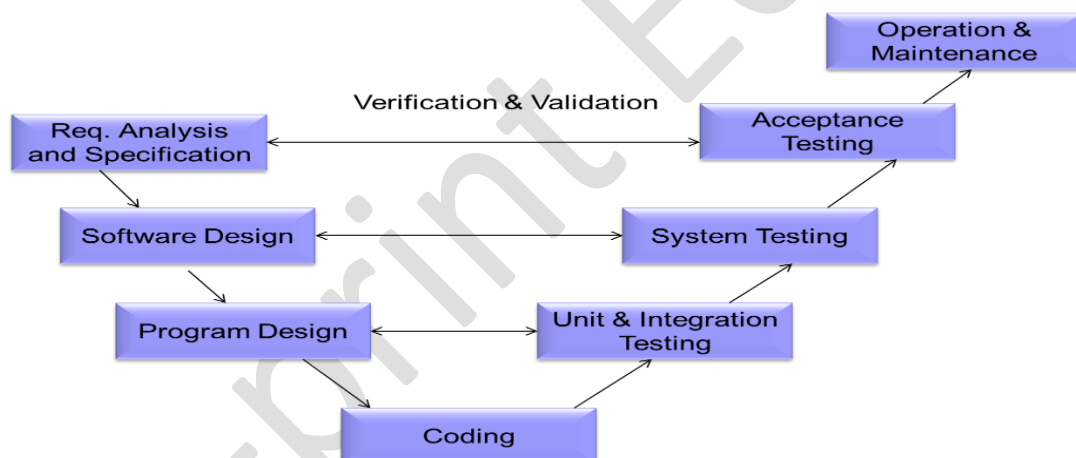 Operation &
Maintenance
Verification & Validation
Req. Analysis
and Specification
Acceptance
Testing
Software Design
System Testing
Program Design
Unit & Integration
Testing
Coding
print E